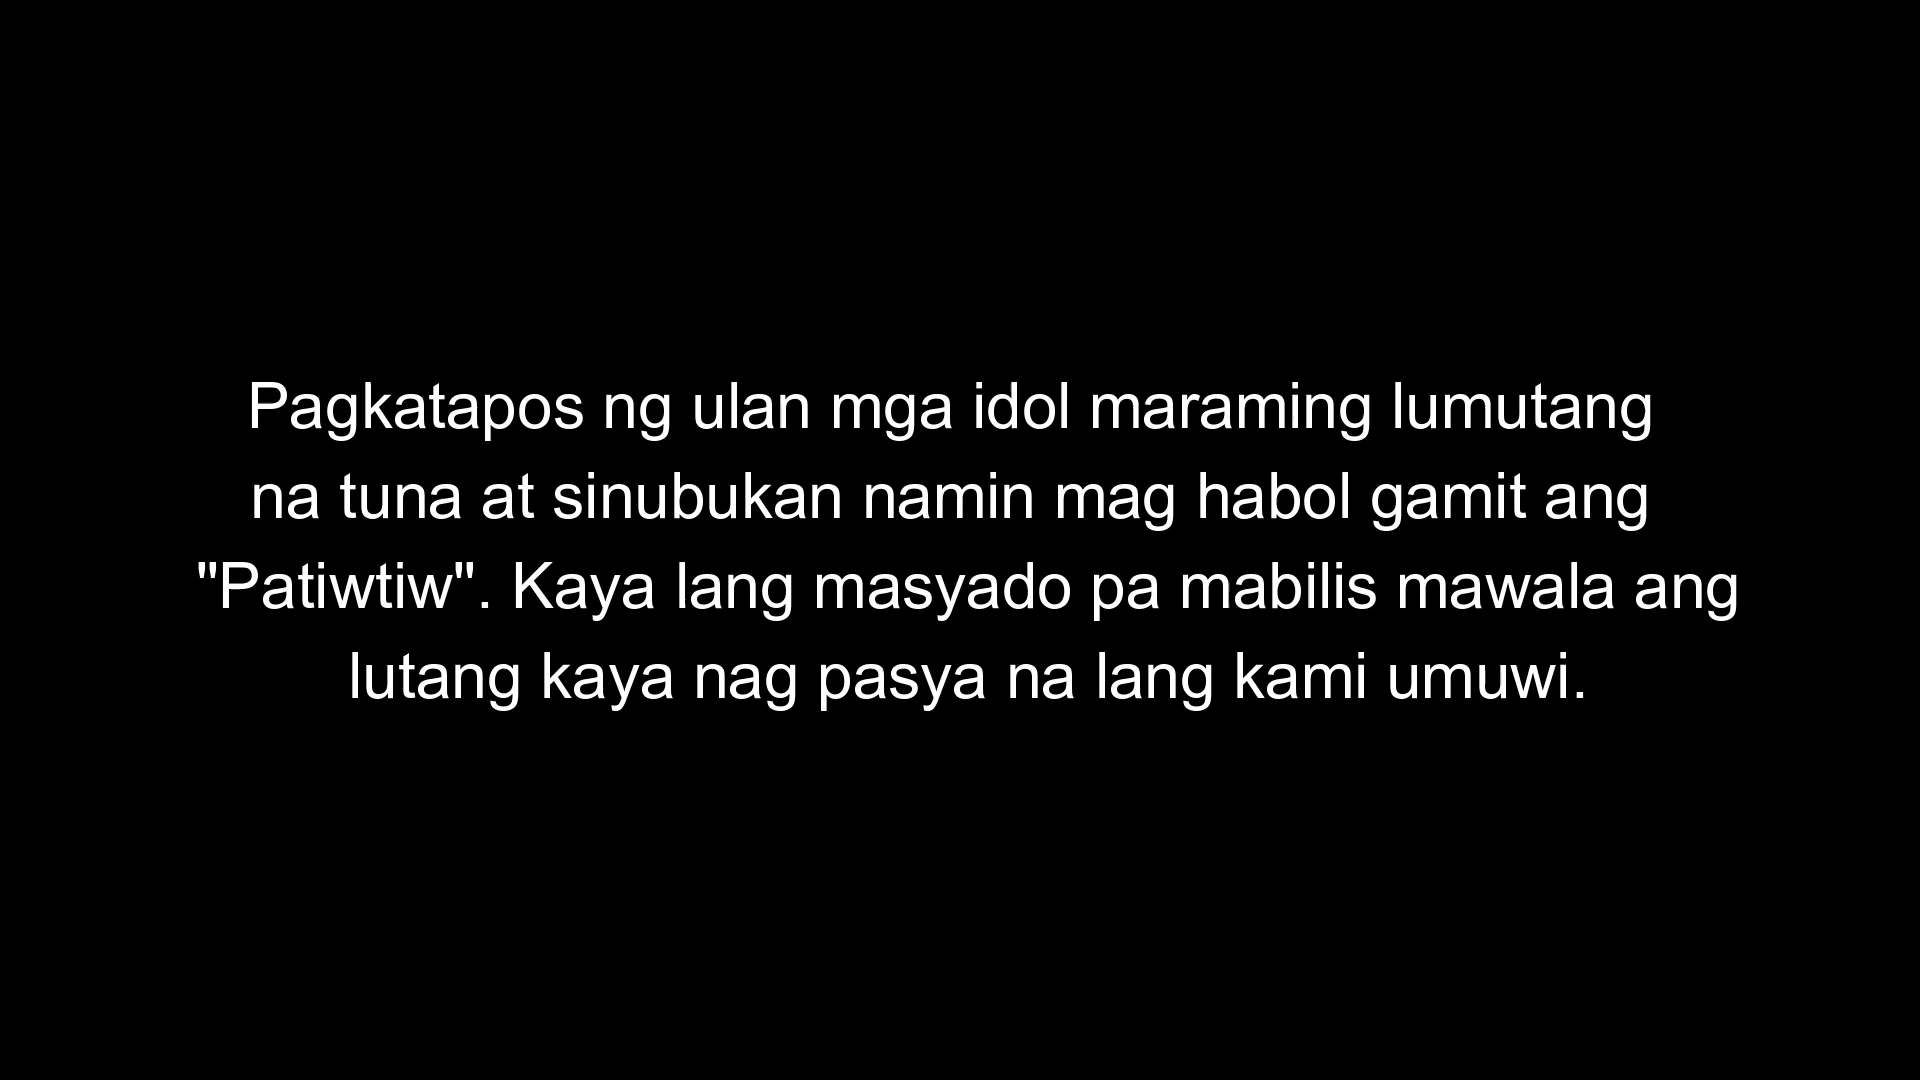 Pagkatapos ng ulan mga idol maraming lumutang
na tuna at sinubukan namin mag habol gamit ang
"Patiwtiw". Kaya lang masyado pa mabilis mawala ang
lutang kaya nag pasya na lang kami umuwi.